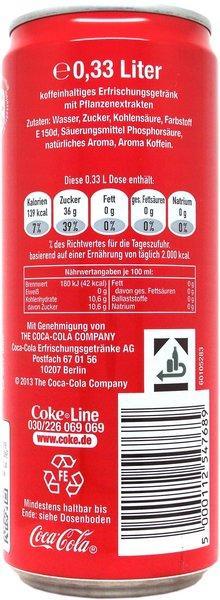 ℮ 0,33 Liter
koffeinhaltiges Erfrischungsgetränk
mit Pflanzenextrakten
Zutaten: Wasser, Zucker, Kohlensäure, Farbstoff
E 150d, Säuerungsmittel Phosphorsäure,
natürliches Aroma, Aroma Koffein.
Diese 0,33 L Dose enthält:
Kalorien Zucker Fett ges. Fettsäuren Natrium
139 kcal 36 g 0 g 0 g 0 g
7% 39% 0% 0% 0%
% des Richtwertes für die Tageszufuhr,
basierend auf einer Ernährung von täglich 2.000 kcal.
Nährwertangaben je 100 ml:
Brennwert 180 kJ (42 kcal) Fett 0 g
Eiweiß 0 g davon ges. Fettsäuren 0 g
Kohlenhydrate 10,6 g Ballaststoffe 0 g
davon Zucker 10,6 g Natrium 0 g
Mit Genehmigung von
THE COCA-COLA COMPANY
Coca-Cola Erfrischungsgetränke AG
Postfach 67 01 56
10207 Berlin
© 2013 The Coca-Cola Company
60105283
Coke Line
030/226 069 069
www.coke.de
FE
Mindestens haltbar bis
Ende: siehe Dosenboden
Coca-Cola
5 000112 547689